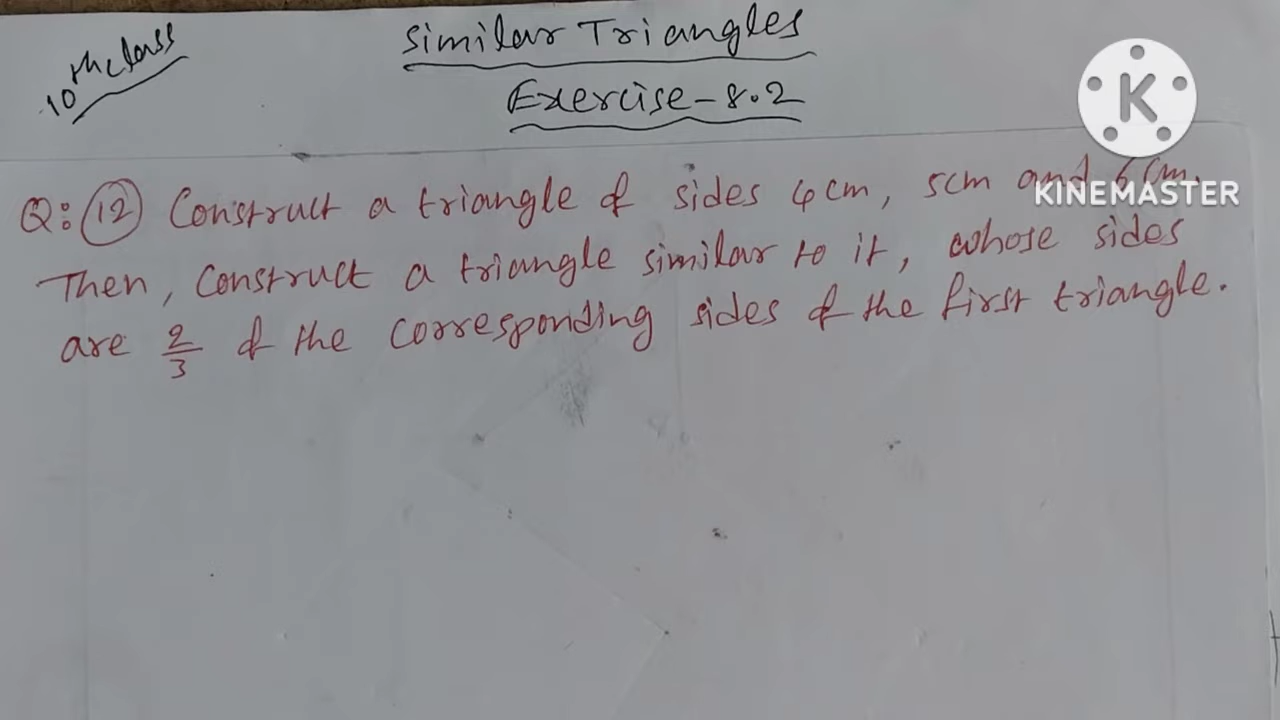 10th class
Similar Triangles
Exercise-8.2
Q: 12 Construct a triangle of sides 4cm, 5cm and 6cm.
Then, construct a triangle similar to it, whose sides
are 2/3 of the corresponding sides of the first triangle.
K
KINEMASTER